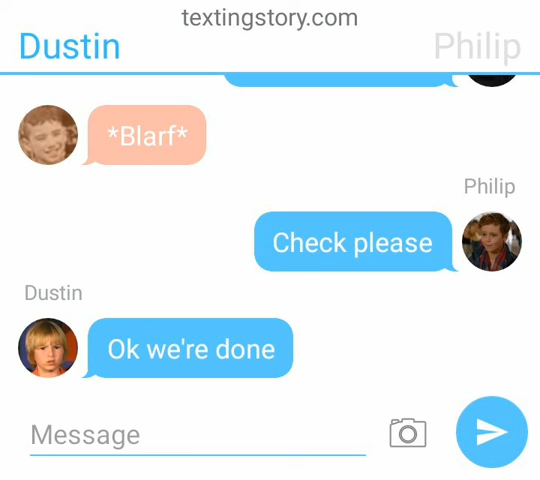 textingstory.com
Dustin Philip
*Blarf*
Philip
Check please
Dustin
Ok we're done
Message